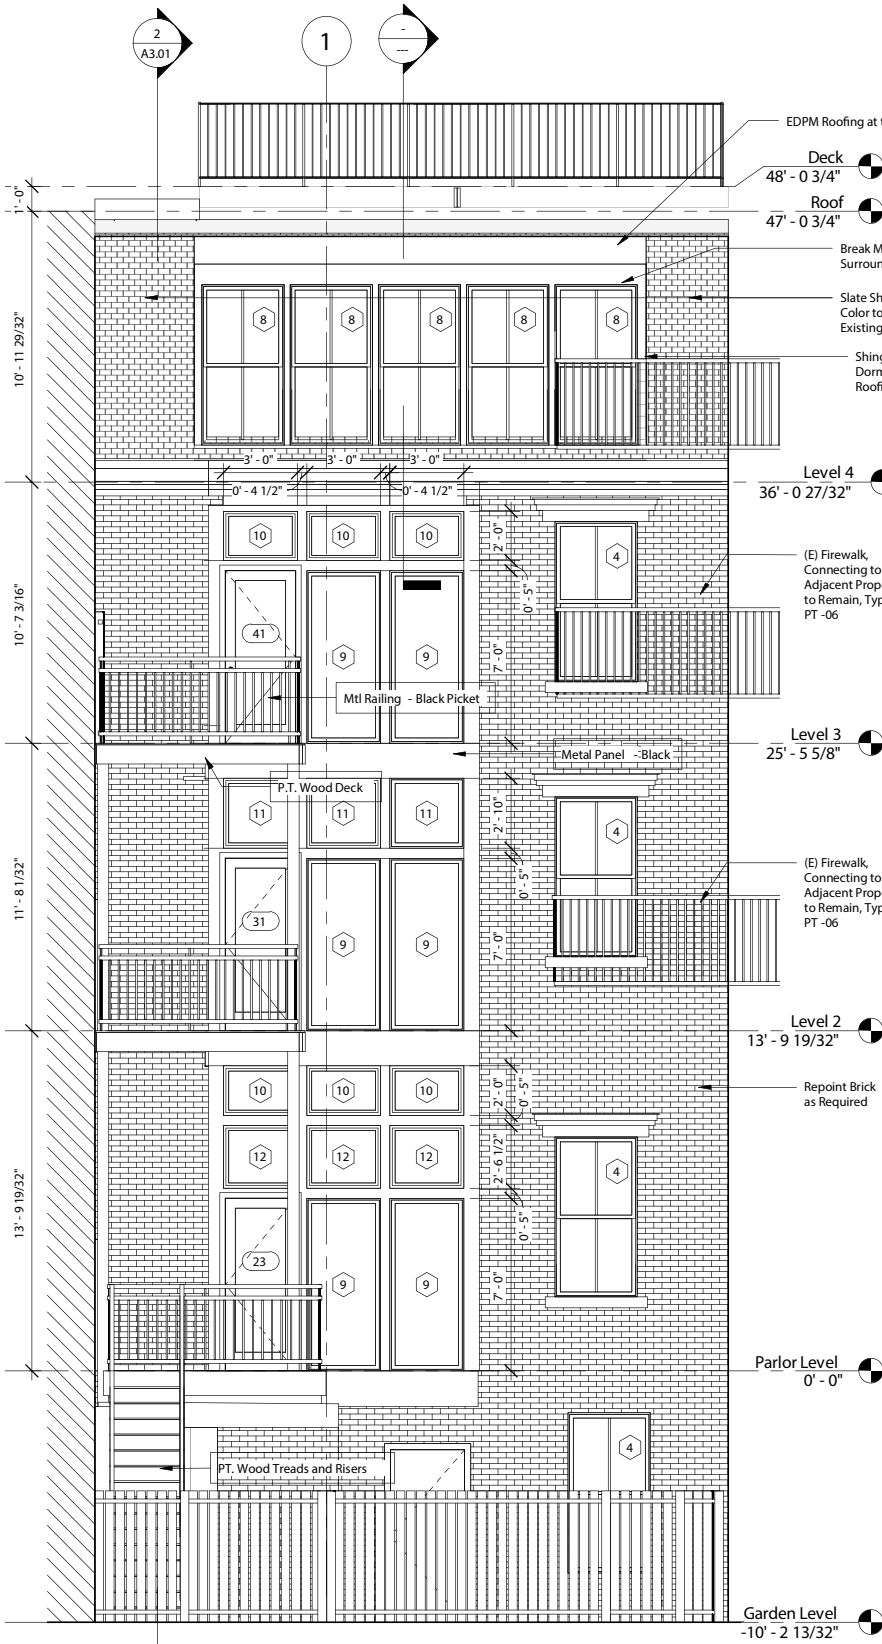 2
A3.01
1
-
---
EDPM Roofing at
Deck
48' - 0 3/4"
1' - 0"
Roof
47' - 0 3/4"
Break M
Surroun
Slate Sh
Color to
Existing
Shing
Dorm
Roofi
8
8
8
8
8
10' - 11 29/32"
3' - 0"
3' - 0"
3' - 0"
0' - 4 1/2"
0' - 4 1/2"
Level 4
36' - 0 27/32"
10
10
10
2' - 0"
0' - 5"
4
(E) Firewalk,
Connecting to
Adjacent Prope
to Remain, Typ
PT -06
10' - 7 3/16"
41
9
9
7' - 0"
Mtl Railing - Black Picket
Level 3
25' - 5 5/8"
Metal Panel - Black
P.T. Wood Deck
11
11
11
2' - 10"
0' - 5"
4
(E) Firewalk,
Connecting to
Adjacent Prope
to Remain, Typ
PT -06
11' - 8 1/32"
31
9
9
7' - 0"
Level 2
13' - 9 19/32"
10
10
10
2' - 0"
0' - 5"
Repoint Brick
as Required
12
12
12
2' - 6 1/2"
0' - 5"
4
13' - 9 19/32"
23
9
9
7' - 0"
Parlor Level
0' - 0"
4
PT. Wood Treads and Risers
Garden Level
-10' - 2 13/32"